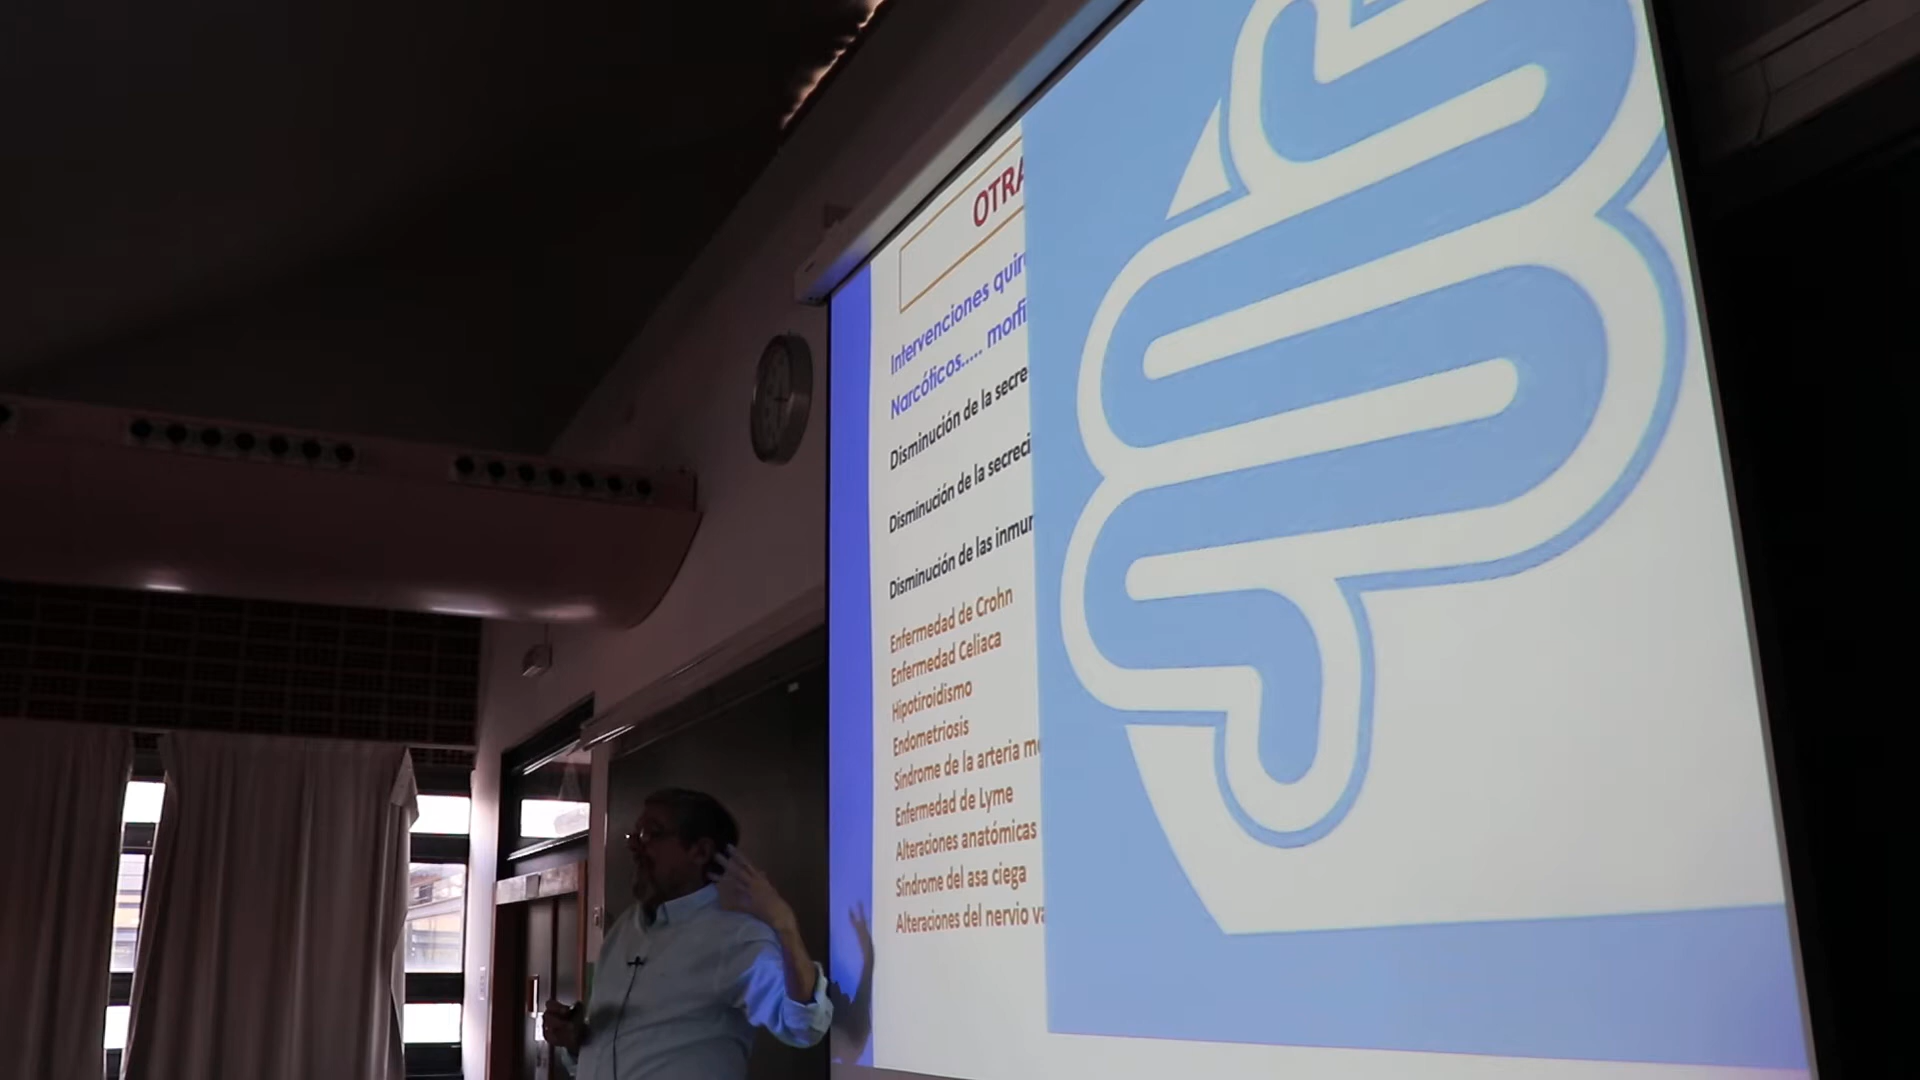 OTRA
Intervenciones quir
Narcóticos..... morfi
Disminución de la secre
Disminución de la secreci
Disminución de las inmun
Enfermedad de Crohn
Enfermedad Celiaca
Hipotiroidismo
Endometriosis
Síndrome de la arteria me
Enfermedad de Lyme
Alteraciones anatómicas
Síndrome del asa ciega
Alteraciones del nervio va